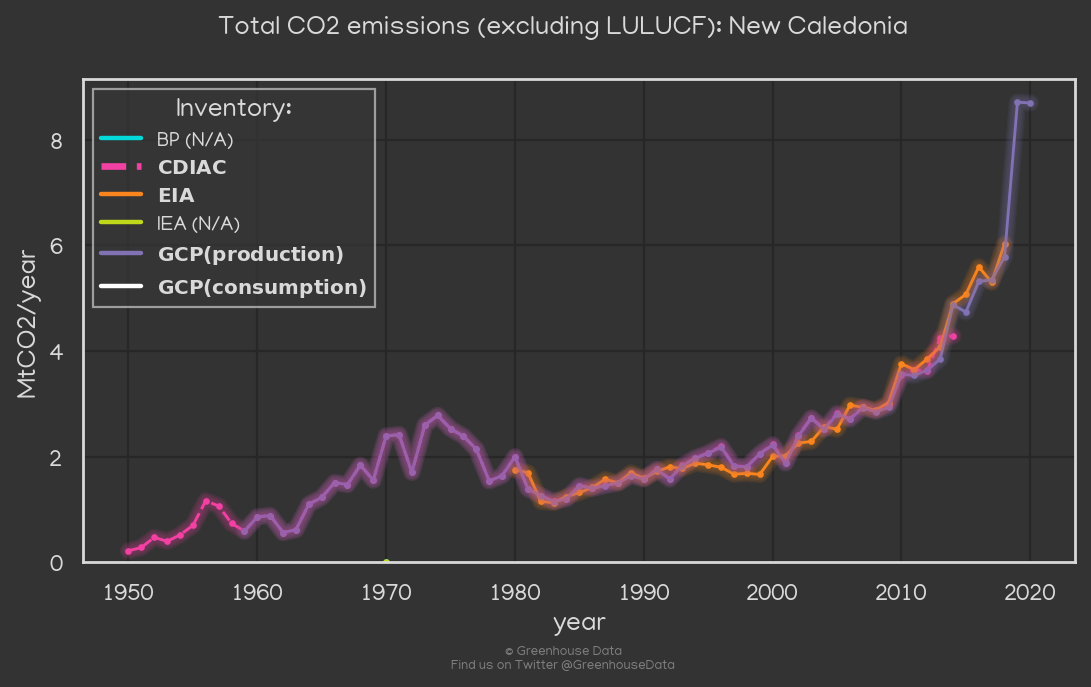 Total CO2 emissions (excluding LULUCF): New Caledonia
Inventory:
BP (N/A)
CDIAC
EIA
IEA (N/A)
GCP(production)
GCP(consumption)
MtCO2/year
8
6
4
2
0
1950 1960 1970 1980 1990 2000 2010 2020
year
© Greenhouse Data
Find us on Twitter @GreenhouseData